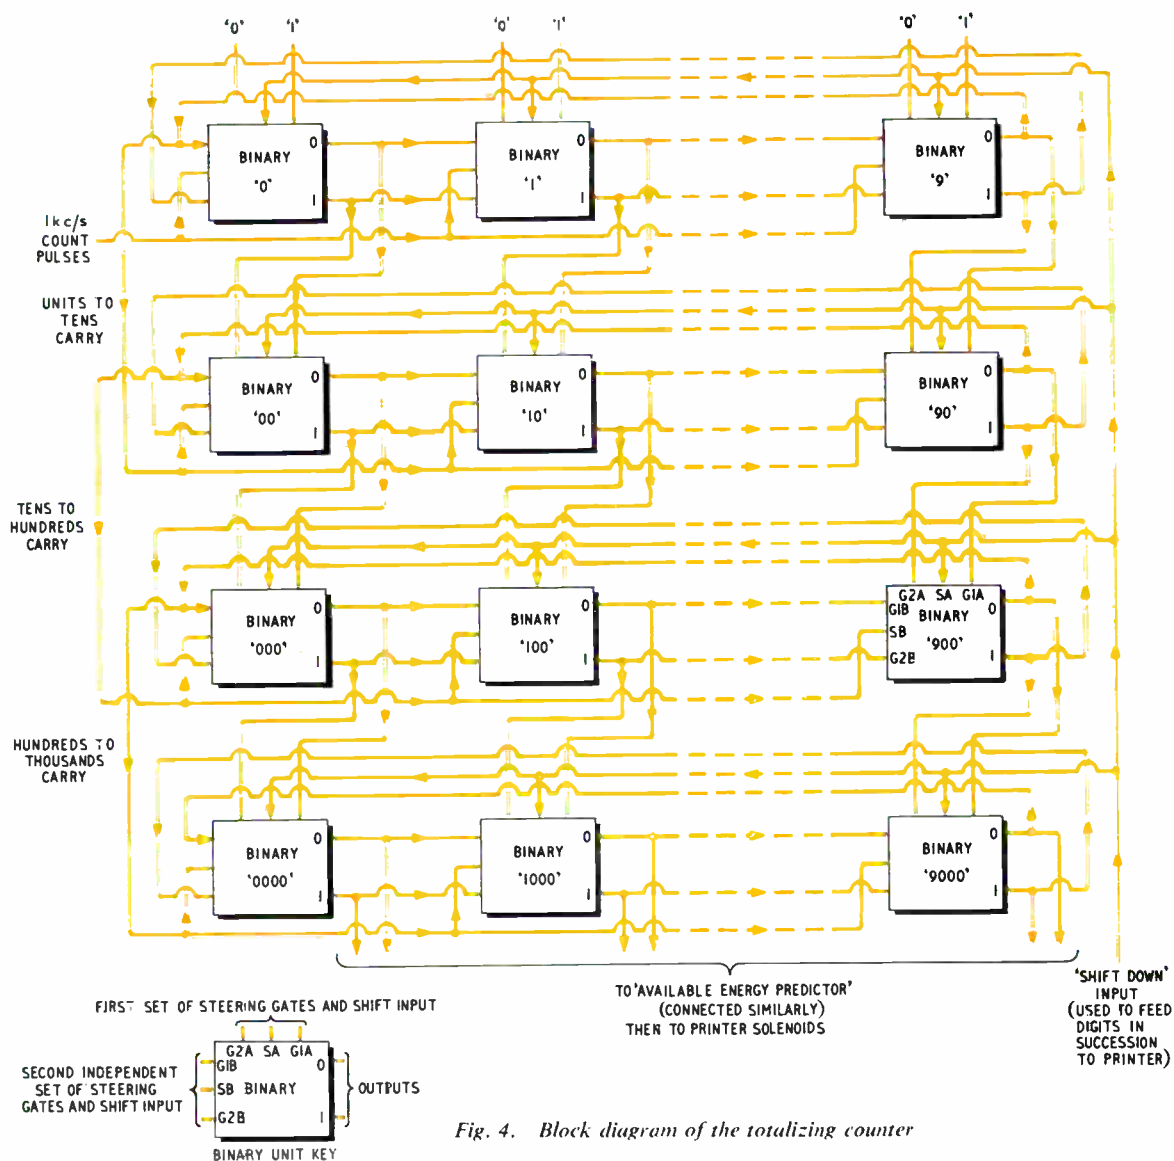 '0' '1' '0' '1' '0' '1'
BINARY '0' 0 1
BINARY '1' 0 1
BINARY '9' 0 1
1kc/s
COUNT
PULSES
UNITS TO
TENS
CARRY
BINARY '00' 0 1
BINARY '10' 0 1
BINARY '90' 0 1
TENS TO
HUNDREDS
CARRY
BINARY '000' 0 1
BINARY '100' 0 1
G2A SA G1A
G1B BINARY 0
SB '900'
G2B 1
HUNDREDS TO
THOUSANDS
CARRY
BINARY '0000' 0 1
BINARY '1000' 0 1
BINARY '9000' 0 1
TO 'AVAILABLE ENERGY PREDICTOR'
(CONNECTED SIMILARLY)
THEN TO PRINTER SOLENOIDS
'SHIFT DOWN'
INPUT
(USED TO FEED
DIGITS IN
SUCCESSION
TO PRINTER)
FIRST SET OF STEERING GATES AND SHIFT INPUT
G2A SA G1A
G1B 0
SB BINARY
G2B 1
SECOND INDEPENDENT
SET OF STEERING
GATES AND SHIFT INPUT
OUTPUTS
BINARY UNIT KEY
Fig. 4. Block diagram of the totalizing counter